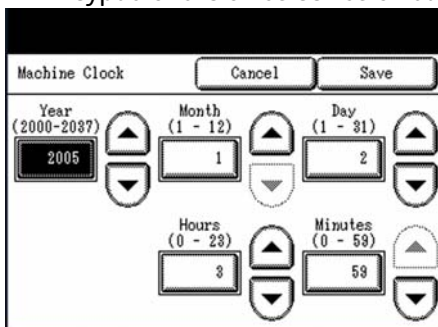 Machine Clock Cancel Save
Year Month Day
(2000-2037) (1 - 12) (1 - 31)
2005 1 2
Hours Minutes
(0 - 23) (0 - 59)
3 59